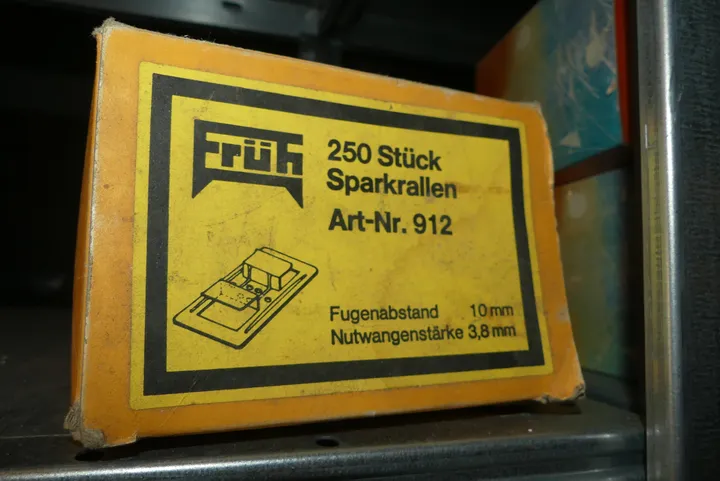 Früh
250 Stück
Sparkrallen
Art-Nr. 912
Fugenabstand 10 mm
Nutwangenstärke 3,8 mm